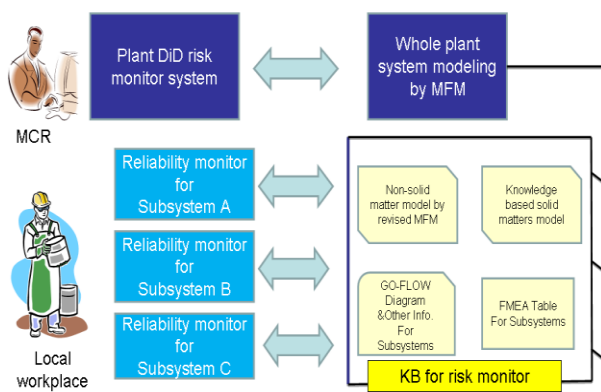 Plant DiD risk
monitor system
Whole plant
system modeling
by MFM
MCR
Reliability monitor
for
Subsystem A
Non-solid
matter model by
revised MFM
Knowledge
based solid
matters model
Reliability monitor
for
Subsystem B
GO-FLOW
Diagram
&Other Info.
For
Subsystems
FMEA Table
For Subsystems
Reliability monitor
for
Subsystem C
Local
workplace
KB for risk monitor